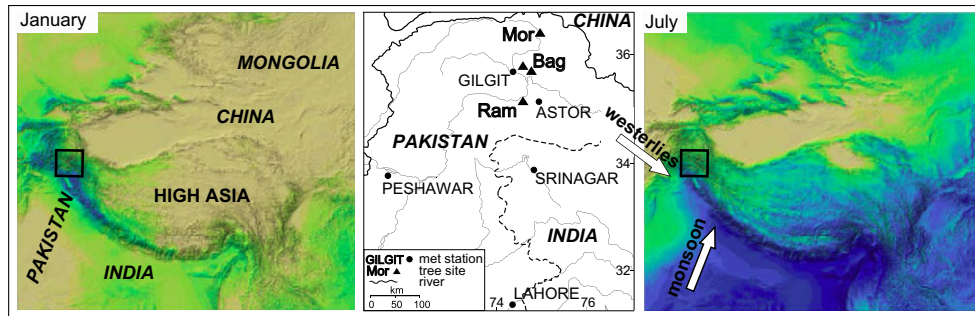 January
MONGOLIA
CHINA
HIGH ASIA
PAKISTAN
INDIA
CHINA
Mor
36
Bag
GILGIT
Ram
ASTOR
PAKISTAN
34
PESHAWAR
SRINAGAR
INDIA
GILGIT met station
Mor tree site
river
km
0 50 100
32
LAHORE
74 76
July
westerlies
monsoon